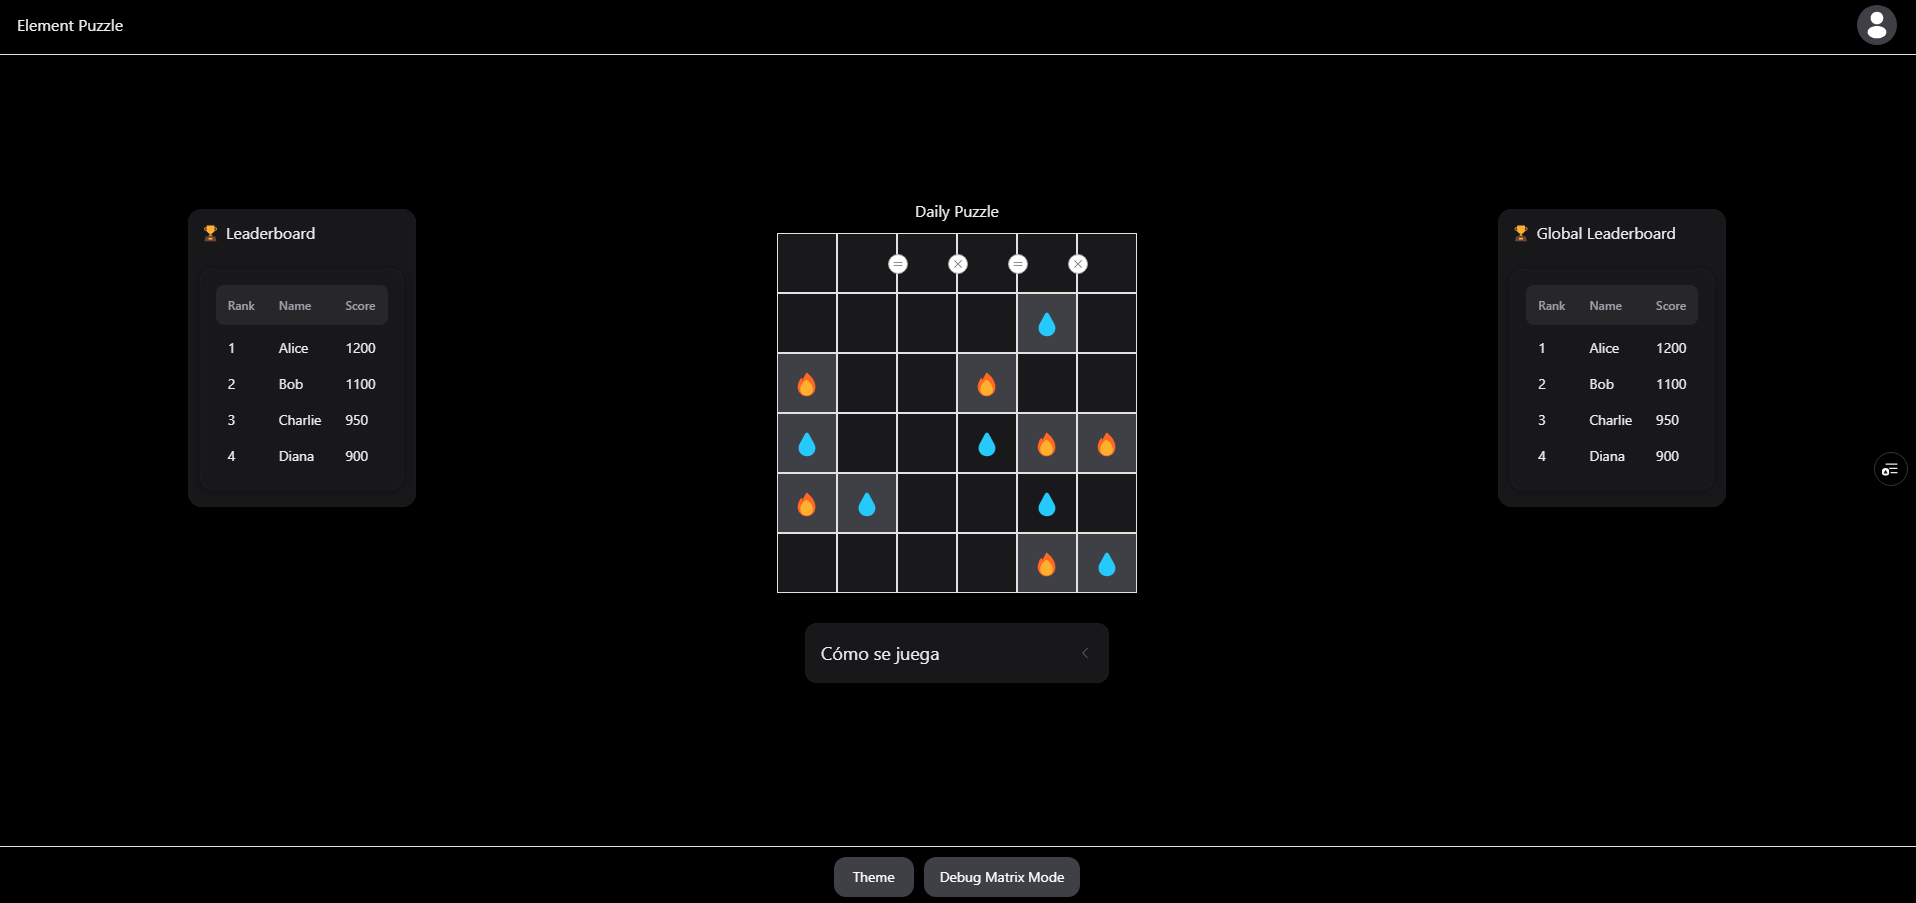 Element Puzzle
🏆 Leaderboard
Rank Name Score
1 Alice 1200
2 Bob 1100
3 Charlie 950
4 Diana 900
Daily Puzzle
= × = ×
Cómo se juega
🏆 Global Leaderboard
Rank Name Score
1 Alice 1200
2 Bob 1100
3 Charlie 950
4 Diana 900
Theme
Debug Matrix Mode